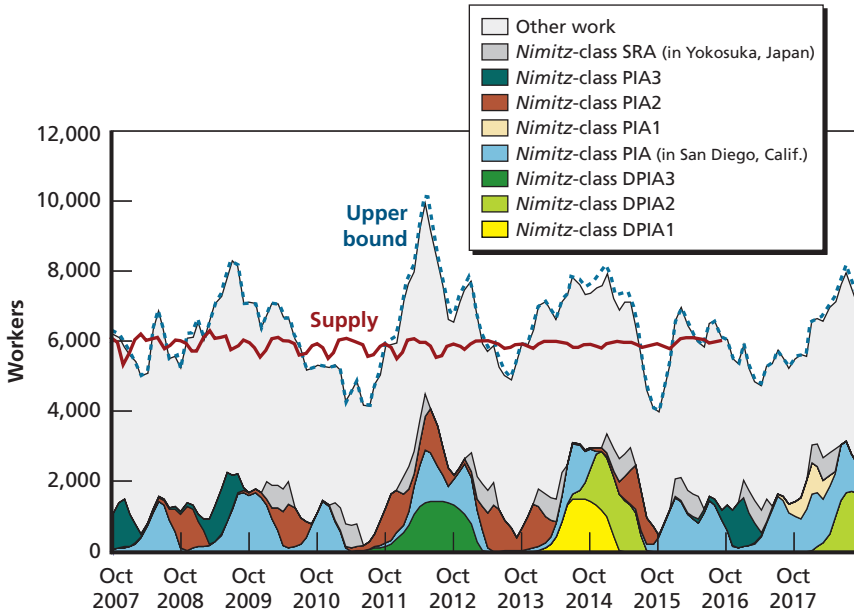 Other work
Nimitz-class SRA (in Yokosuka, Japan)
Nimitz-class PIA3
Nimitz-class PIA2
Nimitz-class PIA1
Nimitz-class PIA (in San Diego, Calif.)
Nimitz-class DPIA3
Nimitz-class DPIA2
Nimitz-class DPIA1
12,000
10,000
8,000
6,000
4,000
2,000
0
Workers
Upper
bound
Supply
Oct Oct Oct Oct Oct Oct Oct Oct Oct Oct Oct
2007 2008 2009 2010 2011 2012 2013 2014 2015 2016 2017